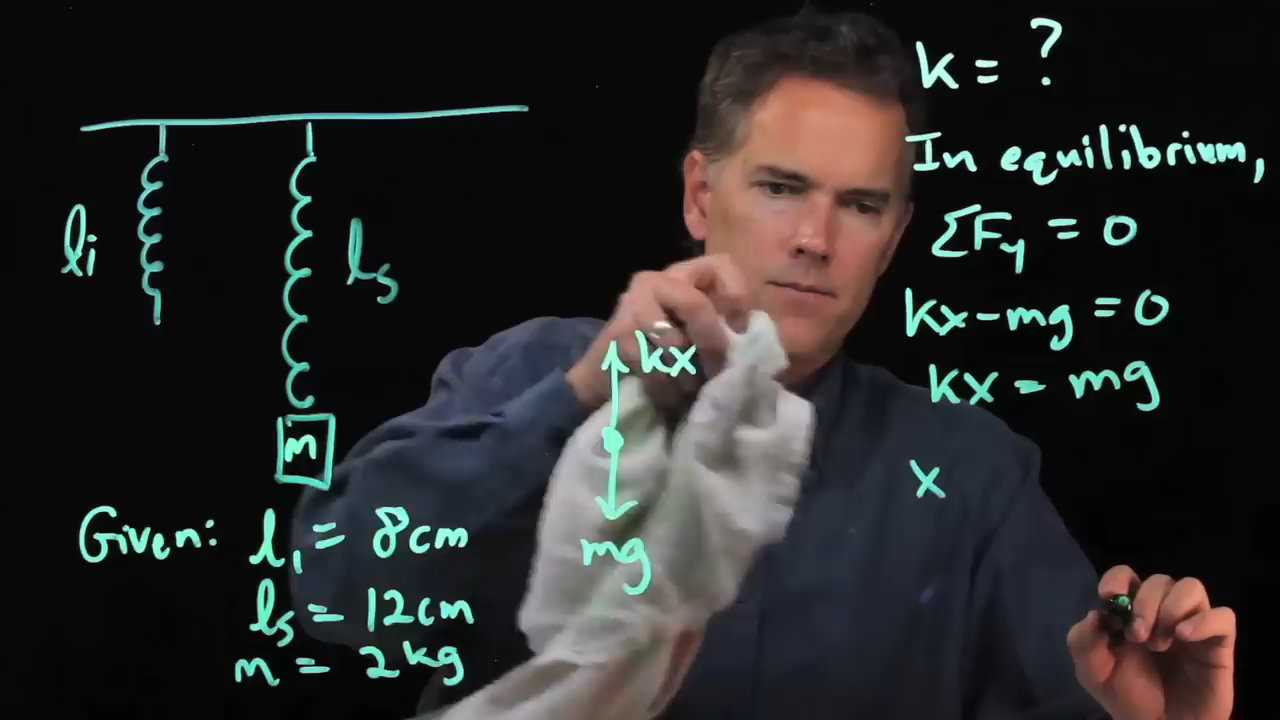 k = ?
In equilibrium,
ΣFy = 0
kx-mg = 0
kx = mg
x
li
ls
m
kx
mg
Given: l1 = 8cm
ls = 12cm
m = 2kg